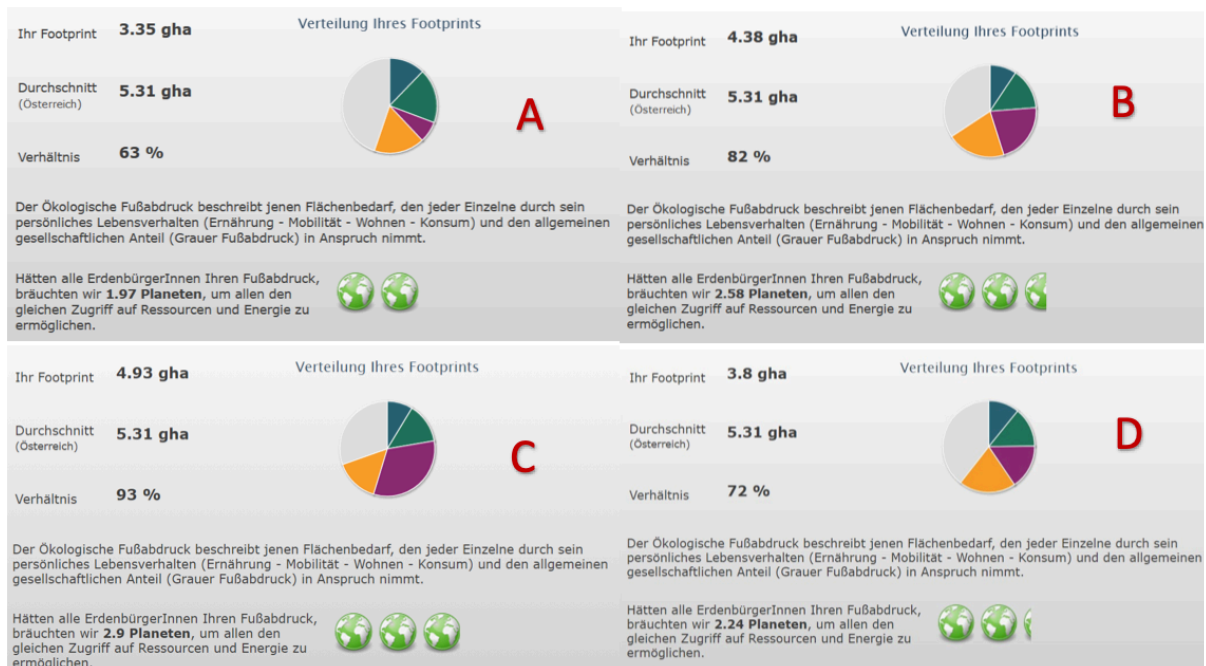 Verteilung Ihres Footprints
Ihr Footprint 3.35 gha
Durchschnitt 5.31 gha
(Österreich)
A
Verhältnis 63 %
Der Ökologische Fußabdruck beschreibt jenen Flächenbedarf, den jeder Einzelne durch sein
persönliches Lebensverhalten (Ernährung - Mobilität - Wohnen - Konsum) und den allgemeinen
gesellschaftlichen Anteil (Grauer Fußabdruck) in Anspruch nimmt.
Hätten alle ErdenbürgerInnen Ihren Fußabdruck,
bräuchten wir 1.97 Planeten, um allen den
gleichen Zugriff auf Ressourcen und Energie zu
ermöglichen.
Verteilung Ihres Footprints
Ihr Footprint 4.38 gha
Durchschnitt 5.31 gha
(Österreich)
B
Verhältnis 82 %
Der Ökologische Fußabdruck beschreibt jenen Flächenbedarf, den jeder Einzelne durch sein
persönliches Lebensverhalten (Ernährung - Mobilität - Wohnen - Konsum) und den allgemeinen
gesellschaftlichen Anteil (Grauer Fußabdruck) in Anspruch nimmt.
Hätten alle ErdenbürgerInnen Ihren Fußabdruck,
bräuchten wir 2.58 Planeten, um allen den
gleichen Zugriff auf Ressourcen und Energie zu
ermöglichen.
Verteilung Ihres Footprints
Ihr Footprint 4.93 gha
Durchschnitt 5.31 gha
(Österreich)
C
Verhältnis 93 %
Der Ökologische Fußabdruck beschreibt jenen Flächenbedarf, den jeder Einzelne durch sein
persönliches Lebensverhalten (Ernährung - Mobilität - Wohnen - Konsum) und den allgemeinen
gesellschaftlichen Anteil (Grauer Fußabdruck) in Anspruch nimmt.
Hätten alle ErdenbürgerInnen Ihren Fußabdruck,
bräuchten wir 2.9 Planeten, um allen den
gleichen Zugriff auf Ressourcen und Energie zu
ermöglichen.
Verteilung Ihres Footprints
Ihr Footprint 3.8 gha
Durchschnitt 5.31 gha
(Österreich)
D
Verhältnis 72 %
Der Ökologische Fußabdruck beschreibt jenen Flächenbedarf, den jeder Einzelne durch sein
persönliches Lebensverhalten (Ernährung - Mobilität - Wohnen - Konsum) und den allgemeinen
gesellschaftlichen Anteil (Grauer Fußabdruck) in Anspruch nimmt.
Hätten alle ErdenbürgerInnen Ihren Fußabdruck,
bräuchten wir 2.24 Planeten, um allen den
gleichen Zugriff auf Ressourcen und Energie zu
ermöglichen.